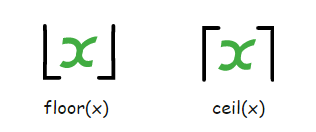 ⌊x⌋ ⌈x⌉
floor(x) ceil(x)